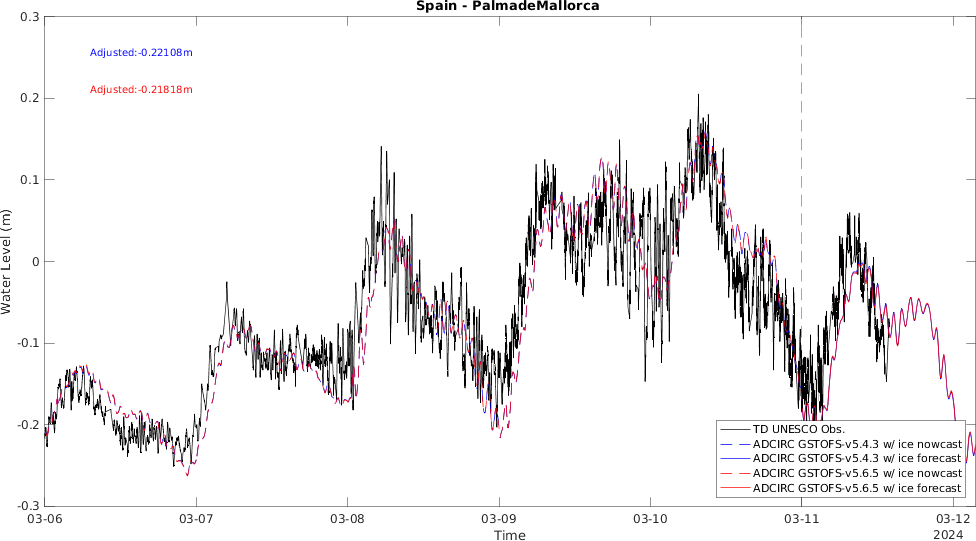 Spain - PalmadeMallorca
Adjusted:-0.22108m
Adjusted:-0.21818m
Water Level (m)
0.3
0.2
0.1
0
-0.1
-0.2
-0.3
TD UNESCO Obs.
ADCIRC GSTOFS-v5.4.3 w/ ice nowcast
ADCIRC GSTOFS-v5.4.3 w/ ice forecast
ADCIRC GSTOFS-v5.6.5 w/ ice nowcast
ADCIRC GSTOFS-v5.6.5 w/ ice forecast
03-06 03-07 03-08 03-09 03-10 03-11 03-12
2024
Time